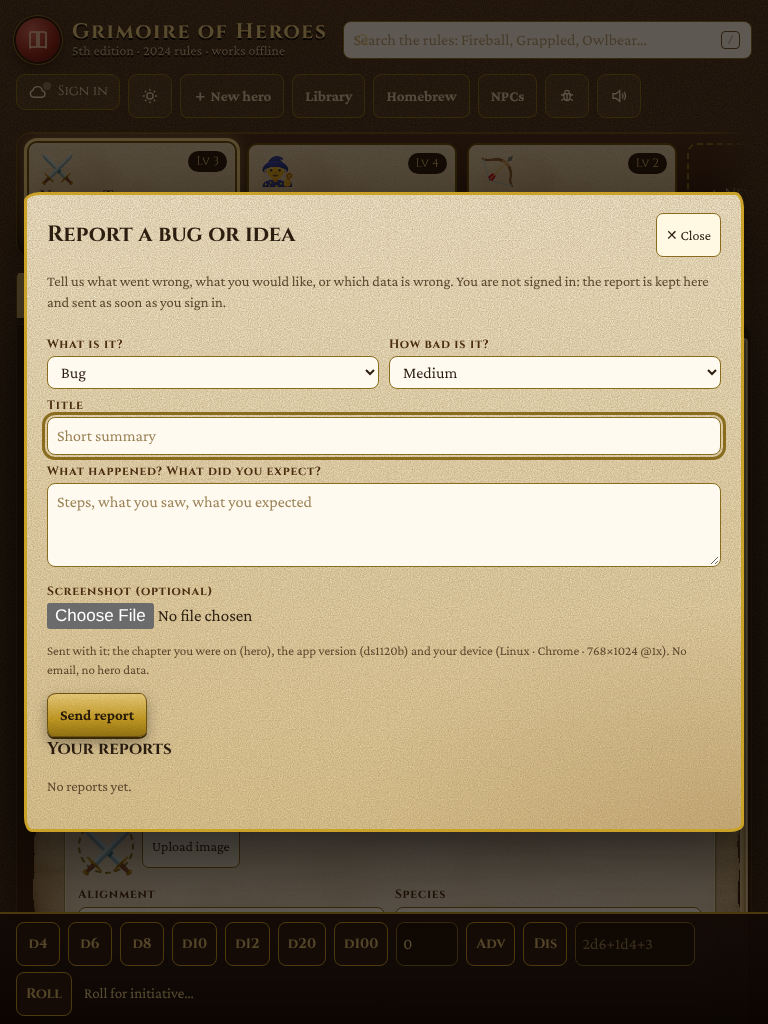 Grimoire of Heroes
5th edition · 2024 rules · works offline
Search the rules: Fireball, Grappled, Owlbear…
/
Sign in
+ New hero
Library
Homebrew
NPCs
Lv 3
Lv 4
Lv 2
Report a bug or idea
✕ Close
Tell us what went wrong, what you would like, or which data is wrong. You are not signed in: the report is kept here
and sent as soon as you sign in.
What is it?
How bad is it?
Bug
Medium
Title
Short summary
What happened? What did you expect?
Steps, what you saw, what you expected
Screenshot (optional)
Choose File No file chosen
Sent with it: the chapter you were on (hero), the app version (ds1120b) and your device (Linux · Chrome · 768×1024 @1x). No
email, no hero data.
Send report
Your reports
No reports yet.
Upload image
Alignment
Species
D4
D6
D8
D10
D12
D20
D100
0
Adv
Dis
2d6+1d4+3
Roll
Roll for initiative…